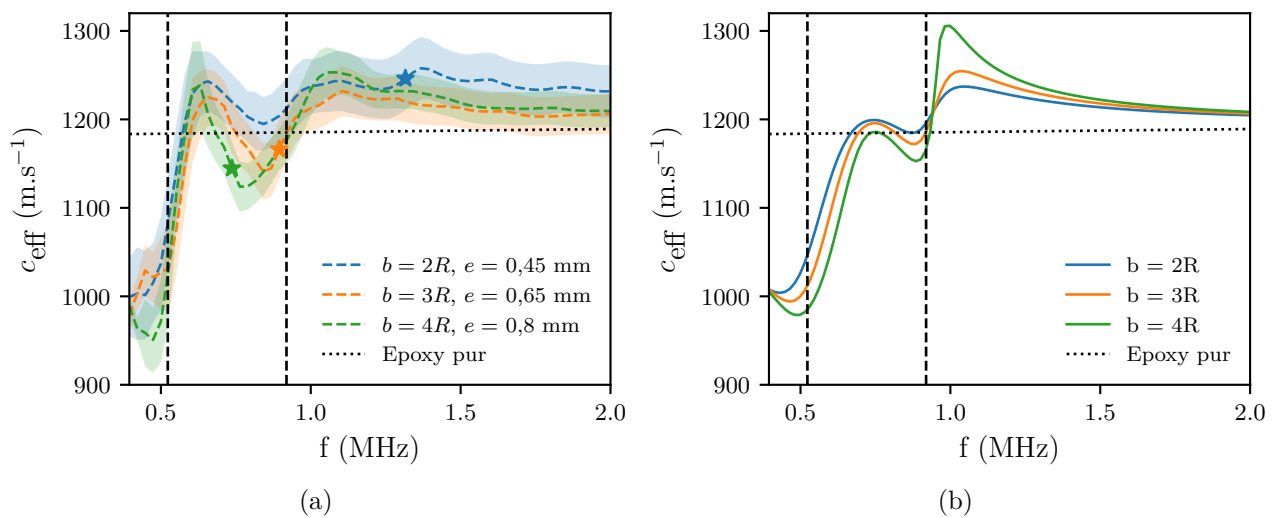 1300
1200
1100
1000
900
c_eff (m.s⁻¹)
b = 2R, e = 0,45 mm
b = 3R, e = 0,65 mm
b = 4R, e = 0,8 mm
Epoxy pur
0.5 1.0 1.5 2.0
f (MHz)
(a)
1300
1200
1100
1000
900
c_eff (m.s⁻¹)
b = 2R
b = 3R
b = 4R
Epoxy pur
0.5 1.0 1.5 2.0
f (MHz)
(b)